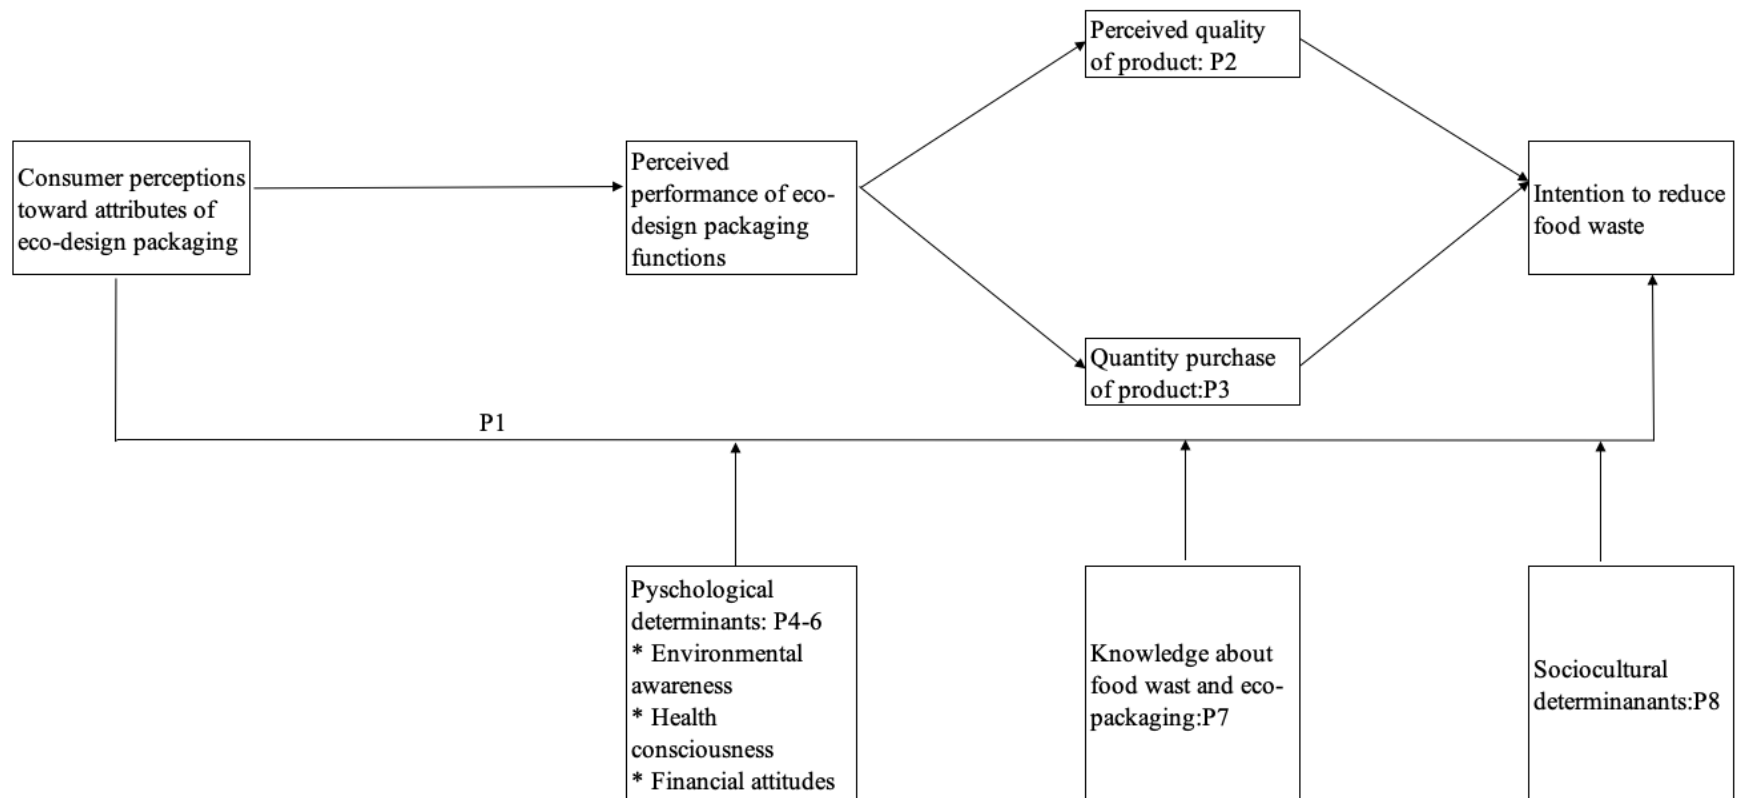 Perceived quality
of product: P2
Consumer perceptions
toward attributes of
eco-design packaging
Perceived
performance of eco-
design packaging
functions
Intention to reduce
food waste
Quantity purchase
of product:P3
P1
Pyschological
determinants: P4-6
* Environmental
awareness
* Health
consciousness
* Financial attitudes
Knowledge about
food wast and eco-
packaging:P7
Sociocultural
determinanants:P8